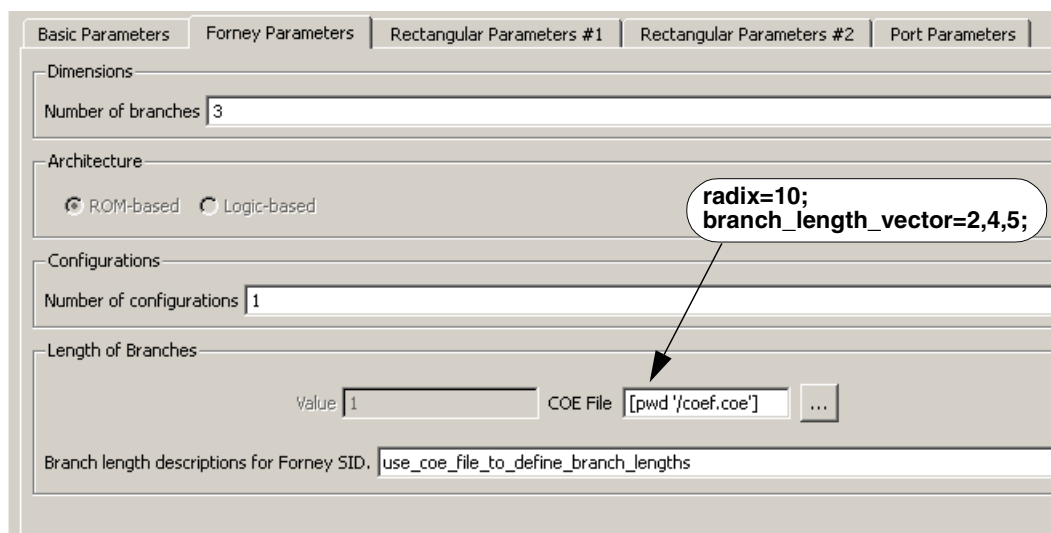 Basic Parameters Forney Parameters Rectangular Parameters #1 Rectangular Parameters #2 Port Parameters
Dimensions
Number of branches 3
Architecture
ROM-based Logic-based
radix=10;
branch_length_vector=2,4,5;
Configurations
Number of configurations 1
Length of Branches
Value 1 COE File [pwd '/coef.coe'] ...
Branch length descriptions for Forney SID. use_coe_file_to_define_branch_lengths